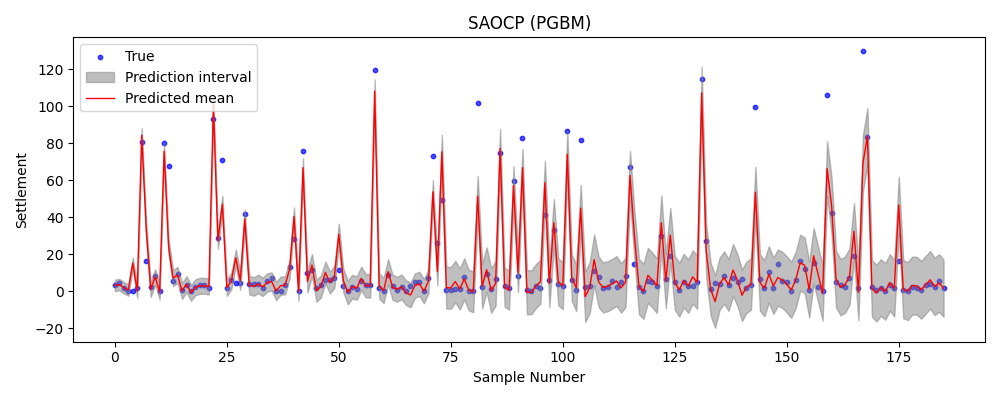 SAOCP (PGBM)
True
Prediction interval
Predicted mean
Settlement
120
100
80
60
40
20
0
−20
0 25 50 75 100 125 150 175
Sample Number